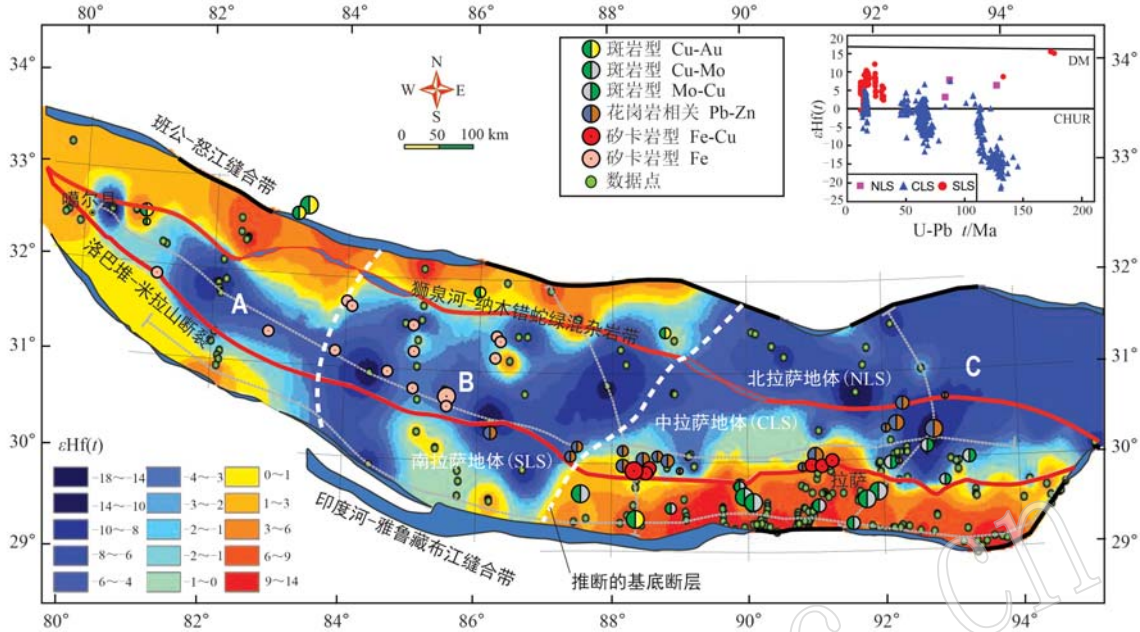 80° 82° 84° 86° 88° 90° 92° 94°
34°
33°
32°
31°
30°
29°
N
W E
S
0 50 100 km
斑岩型 Cu-Au
斑岩型 Cu-Mo
斑岩型 Mo-Cu
花岗岩相关 Pb-Zn
矽卡岩型 Fe-Cu
矽卡岩型 Fe
数据点
εHf(t)
20
15
10
5
0
−5
−10
−15
−20
25
DM
CHUR
NLS CLS SLS
0 50 100 150 200
U-Pb t/Ma
34°
33°
32°
31°
30°
29°
班公-怒江缝合带
噶尔县
洛巴堆-米拉山断裂
狮泉河-纳木错蛇绿混杂岩带
A
B
C
北拉萨地体(NLS)
中拉萨地体(CLS)
南拉萨地体(SLS)
拉萨
印度河-雅鲁藏布江缝合带
推断的基底断层
εHf(t)
−18~−14 −4~−3 0~1
−14~−10 −3~−2 1~3
−10~−8 −2~−1 3~6
−8~−6 −2~−1 6~9
−6~−4 −1~0 9~14
80° 82° 84° 86° 88° 90° 92° 94°